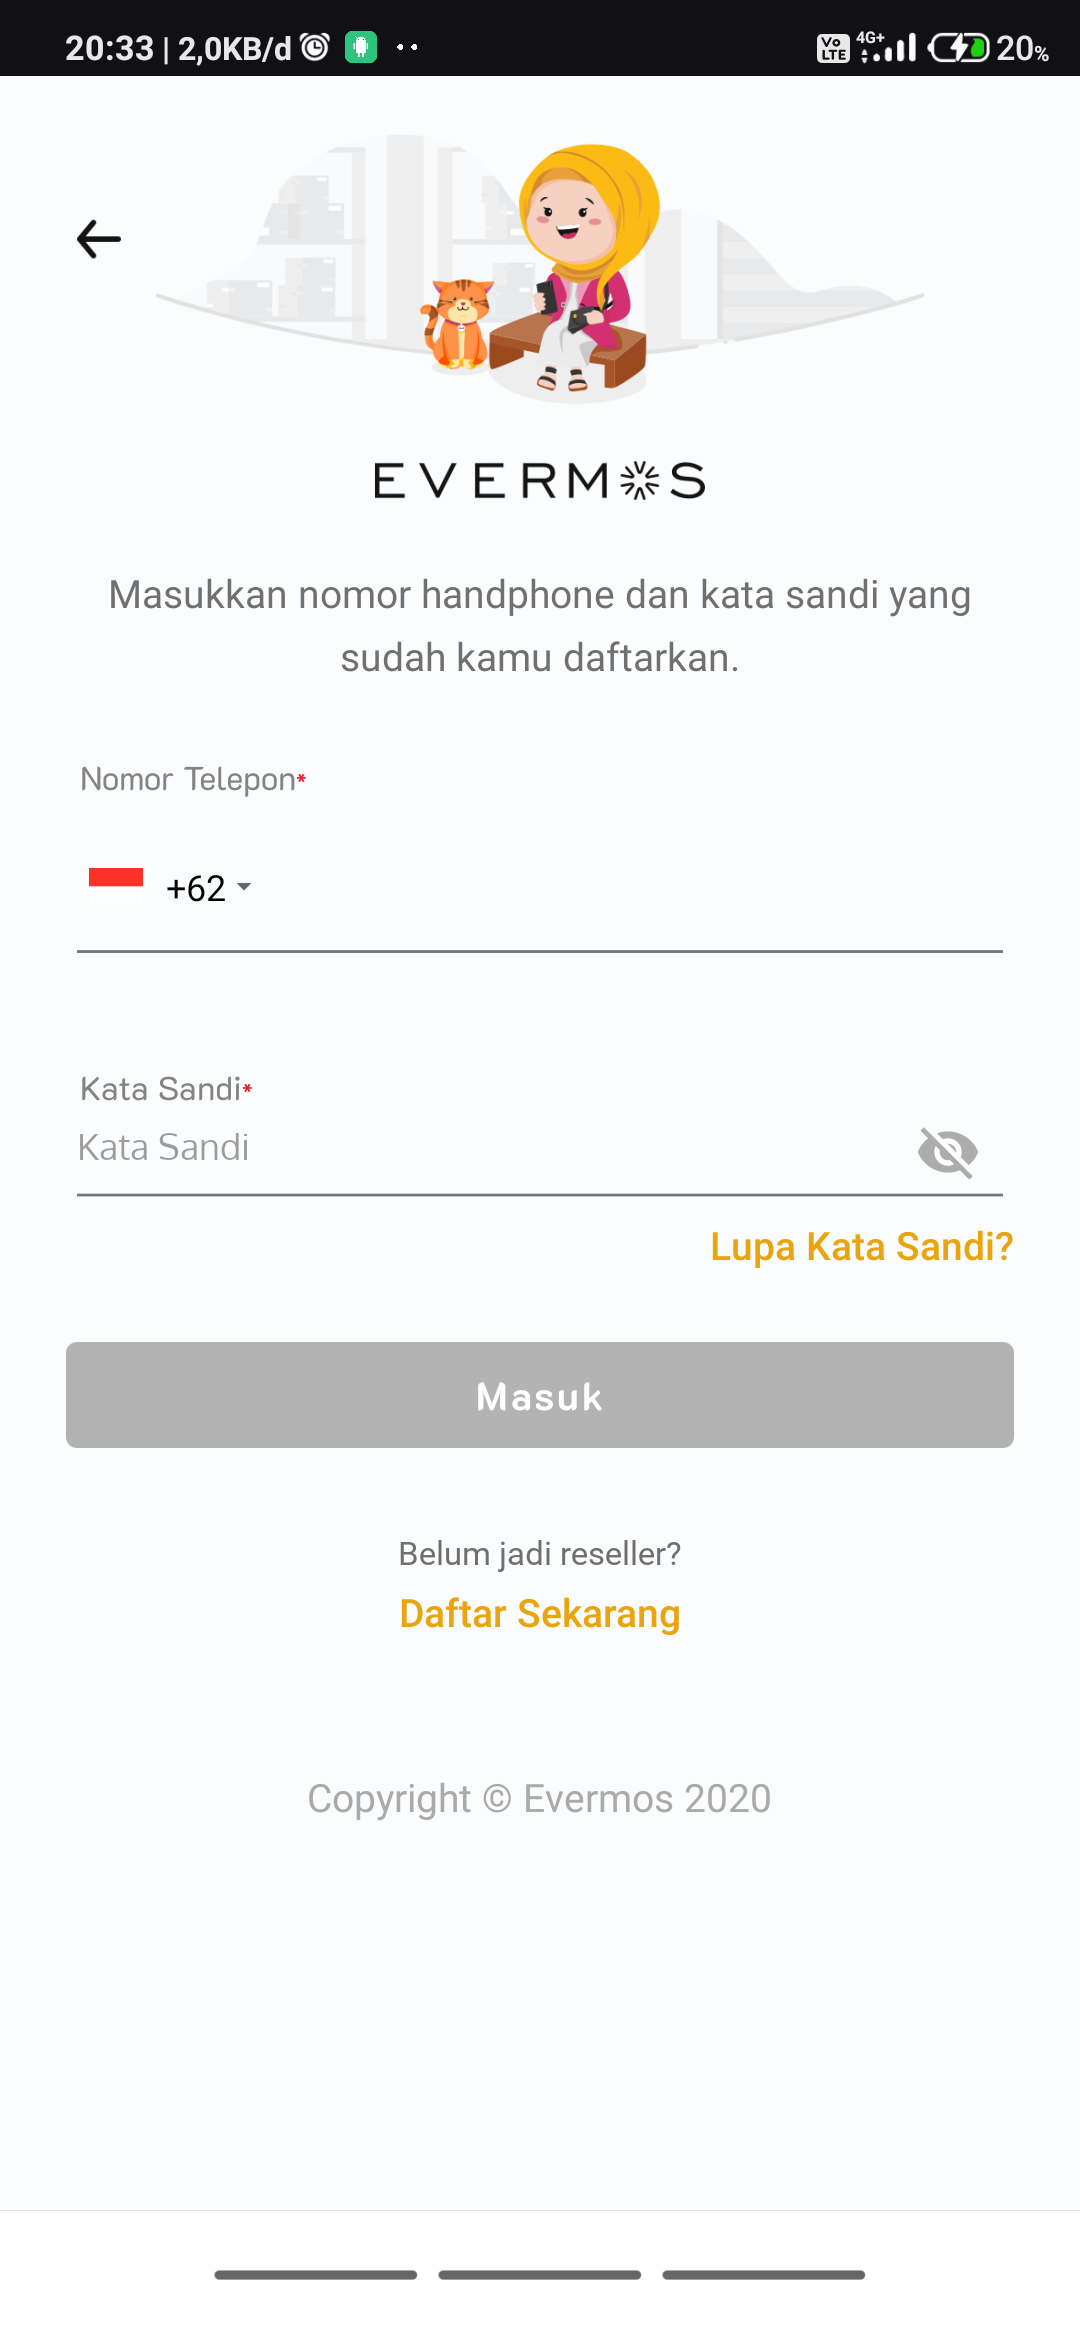 20:33 | 2,0KB/d
Vo LTE 4G+ 20%
EVERMOS
Masukkan nomor handphone dan kata sandi yang
sudah kamu daftarkan.
Nomor Telepon*
+62
Kata Sandi*
Kata Sandi
Lupa Kata Sandi?
Masuk
Belum jadi reseller?
Daftar Sekarang
Copyright © Evermos 2020